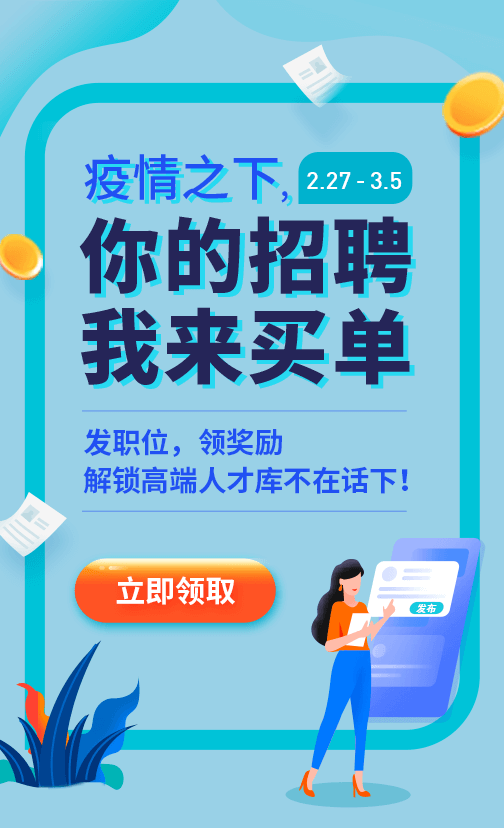 疫情之下,
2.27 - 3.5
你的招聘
我来买单
发职位，领奖励
解锁高端人才库不在话下！
立即领取
发布